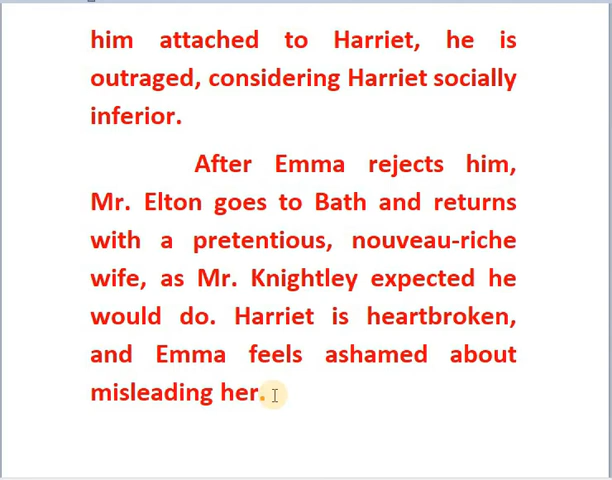 him attached to Harriet, he is
outraged, considering Harriet socially
inferior.
After Emma rejects him,
Mr. Elton goes to Bath and returns
with a pretentious, nouveau-riche
wife, as Mr. Knightley expected he
would do. Harriet is heartbroken,
and Emma feels ashamed about
misleading her.